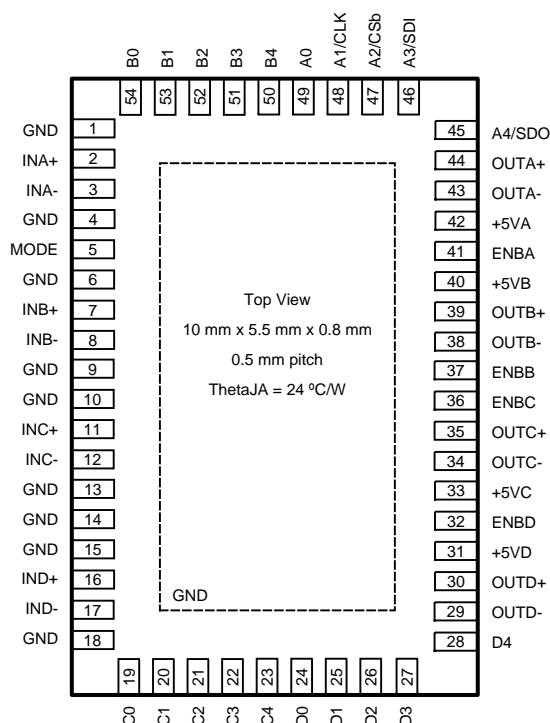 B0 B1 B2 B3 B4 A0 A1/CLK A2/CSb A3/SDI
54 53 52 51 50 49 48 47 46
GND 1
INA+ 2
INA- 3
GND 4
MODE 5
GND 6
INB+ 7
INB- 8
GND 9
GND 10
INC+ 11
INC- 12
GND 13
GND 14
GND 15
IND+ 16
IND- 17
GND 18
Top View
10 mm x 5.5 mm x 0.8 mm
0.5 mm pitch
ThetaJA = 24 ºC/W
GND
45 A4/SDO
44 OUTA+
43 OUTA-
42 +5VA
41 ENBA
40 +5VB
39 OUTB+
38 OUTB-
37 ENBB
36 ENBC
35 OUTC+
34 OUTC-
33 +5VC
32 ENBD
31 +5VD
30 OUTD+
29 OUTD-
28 D4
19 20 21 22 23 24 25 26 27
C0 C1 C2 C3 C4 D0 D1 D2 D3